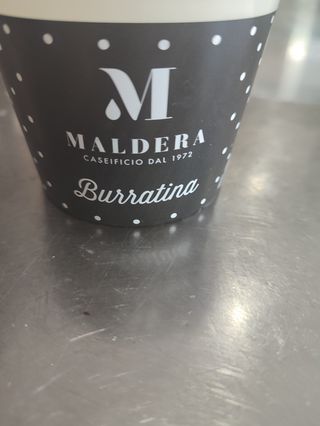 M
MALDERA
CASEIFICIO DAL 1972
Burratina